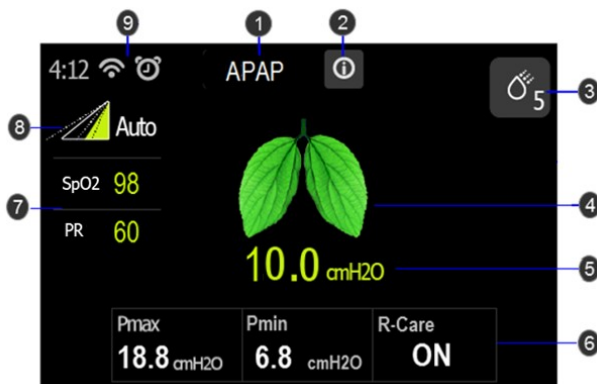 9 1 2
4:12 APAP
5 3
8 Auto
SpO2 98
7
PR 60
4
10.0 cmH2O 5
Pmax Pmin R-Care
18.8 cmH2O 6.8 cmH2O ON 6